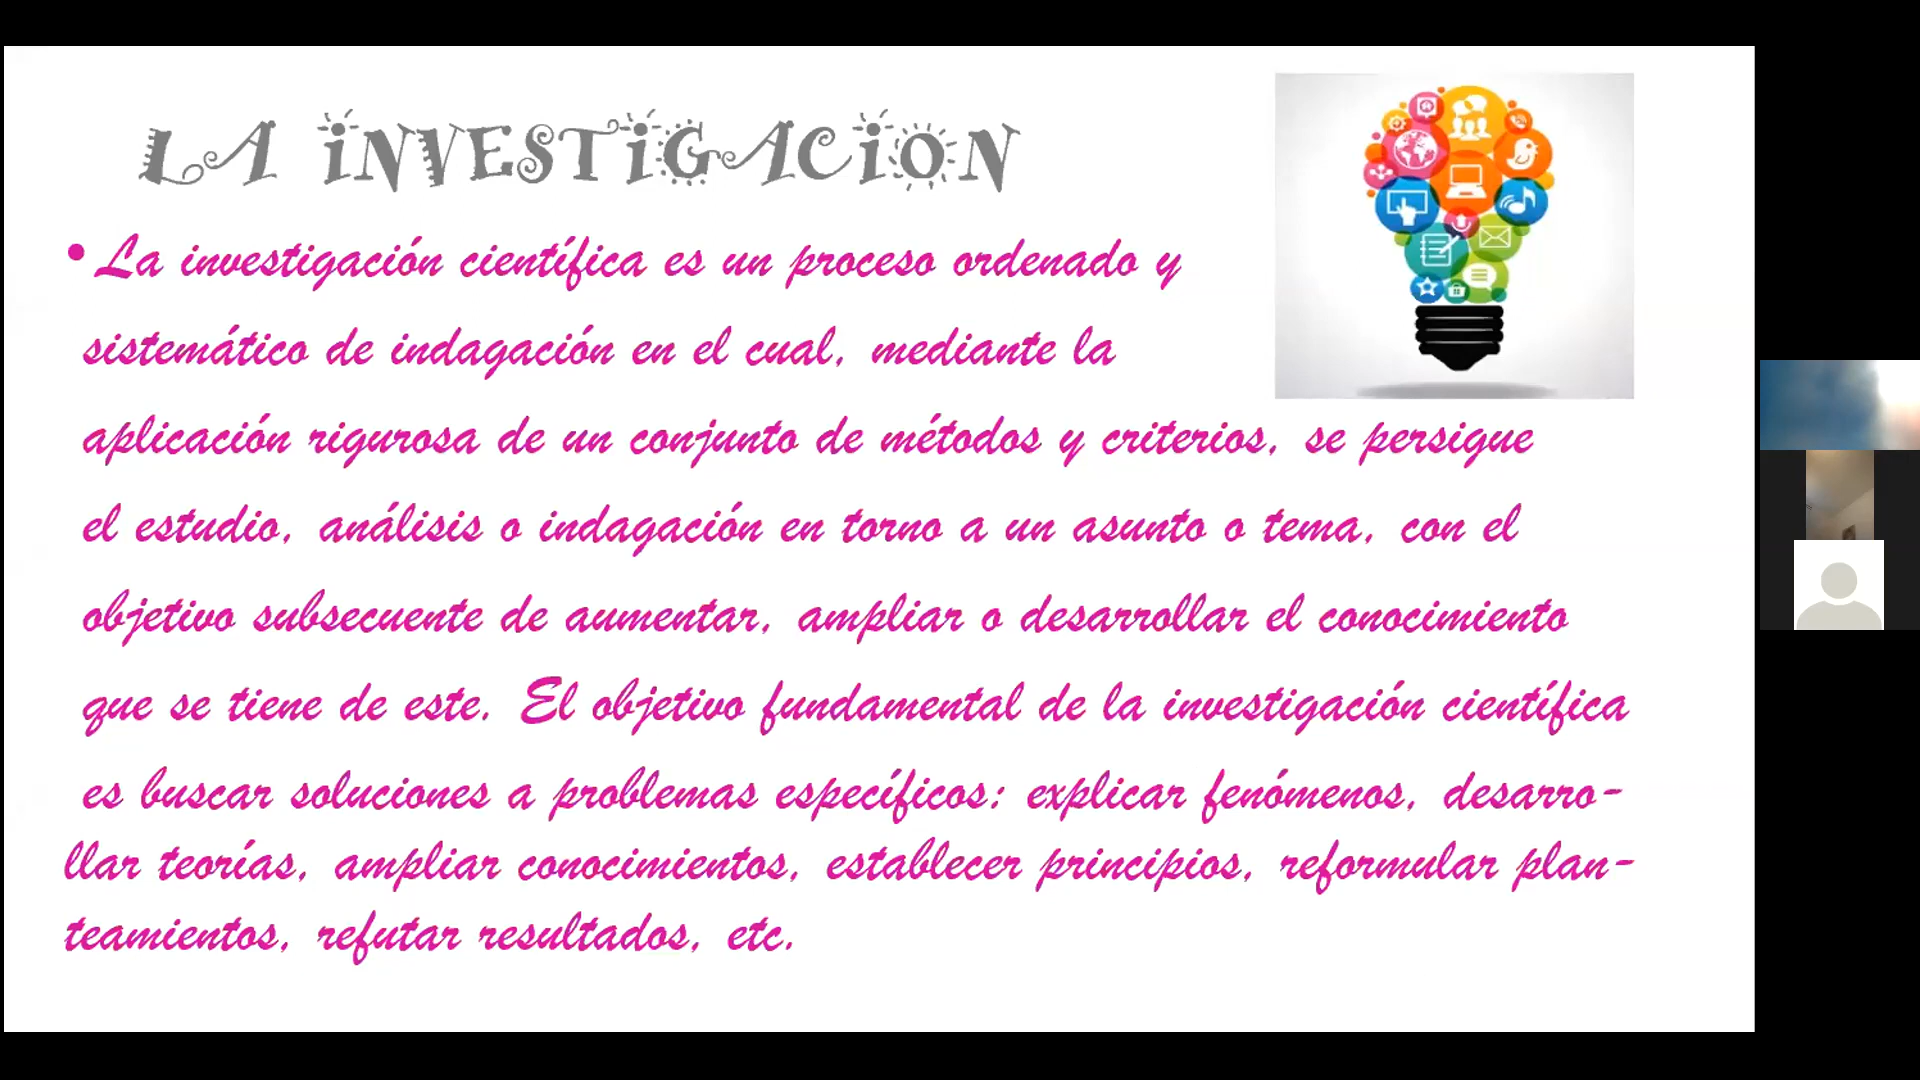 LA INVESTIGACION
• La investigación científica es un proceso ordenado y
sistemático de indagación en el cual, mediante la
aplicación rigurosa de un conjunto de métodos y criterios, se persigue
el estudio, análisis o indagación en torno a un asunto o tema, con el
objetivo subsecuente de aumentar, ampliar o desarrollar el conocimiento
que se tiene de este. El objetivo fundamental de la investigación científica
es buscar soluciones a problemas específicos: explicar fenómenos, desarro-
llar teorías, ampliar conocimientos, establecer principios, reformular plan-
teamientos, refutar resultados, etc.